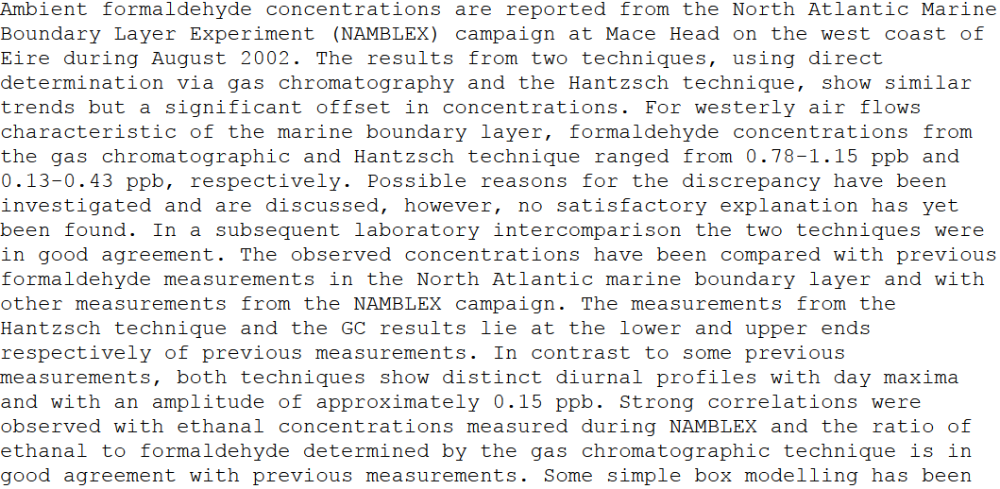 Ambient formaldehyde concentrations are reported from the North Atlantic Marine
Boundary Layer Experiment (NAMBLEX) campaign at Mace Head on the west coast of
Eire during August 2002. The results from two techniques, using direct
determination via gas chromatography and the Hantzsch technique, show similar
trends but a significant offset in concentrations. For westerly air flows
characteristic of the marine boundary layer, formaldehyde concentrations from
the gas chromatographic and Hantzsch technique ranged from 0.78–1.15 ppb and
0.13–0.43 ppb, respectively. Possible reasons for the discrepancy have been
investigated and are discussed, however, no satisfactory explanation has yet
been found. In a subsequent laboratory intercomparison the two techniques were
in good agreement. The observed concentrations have been compared with previous
formaldehyde measurements in the North Atlantic marine boundary layer and with
other measurements from the NAMBLEX campaign. The measurements from the
Hantzsch technique and the GC results lie at the lower and upper ends
respectively of previous measurements. In contrast to some previous
measurements, both techniques show distinct diurnal profiles with day maxima
and with an amplitude of approximately 0.15 ppb. Strong correlations were
observed with ethanal concentrations measured during NAMBLEX and the ratio of
ethanal to formaldehyde determined by the gas chromatographic technique is in
good agreement with previous measurements. Some simple box modelling has been